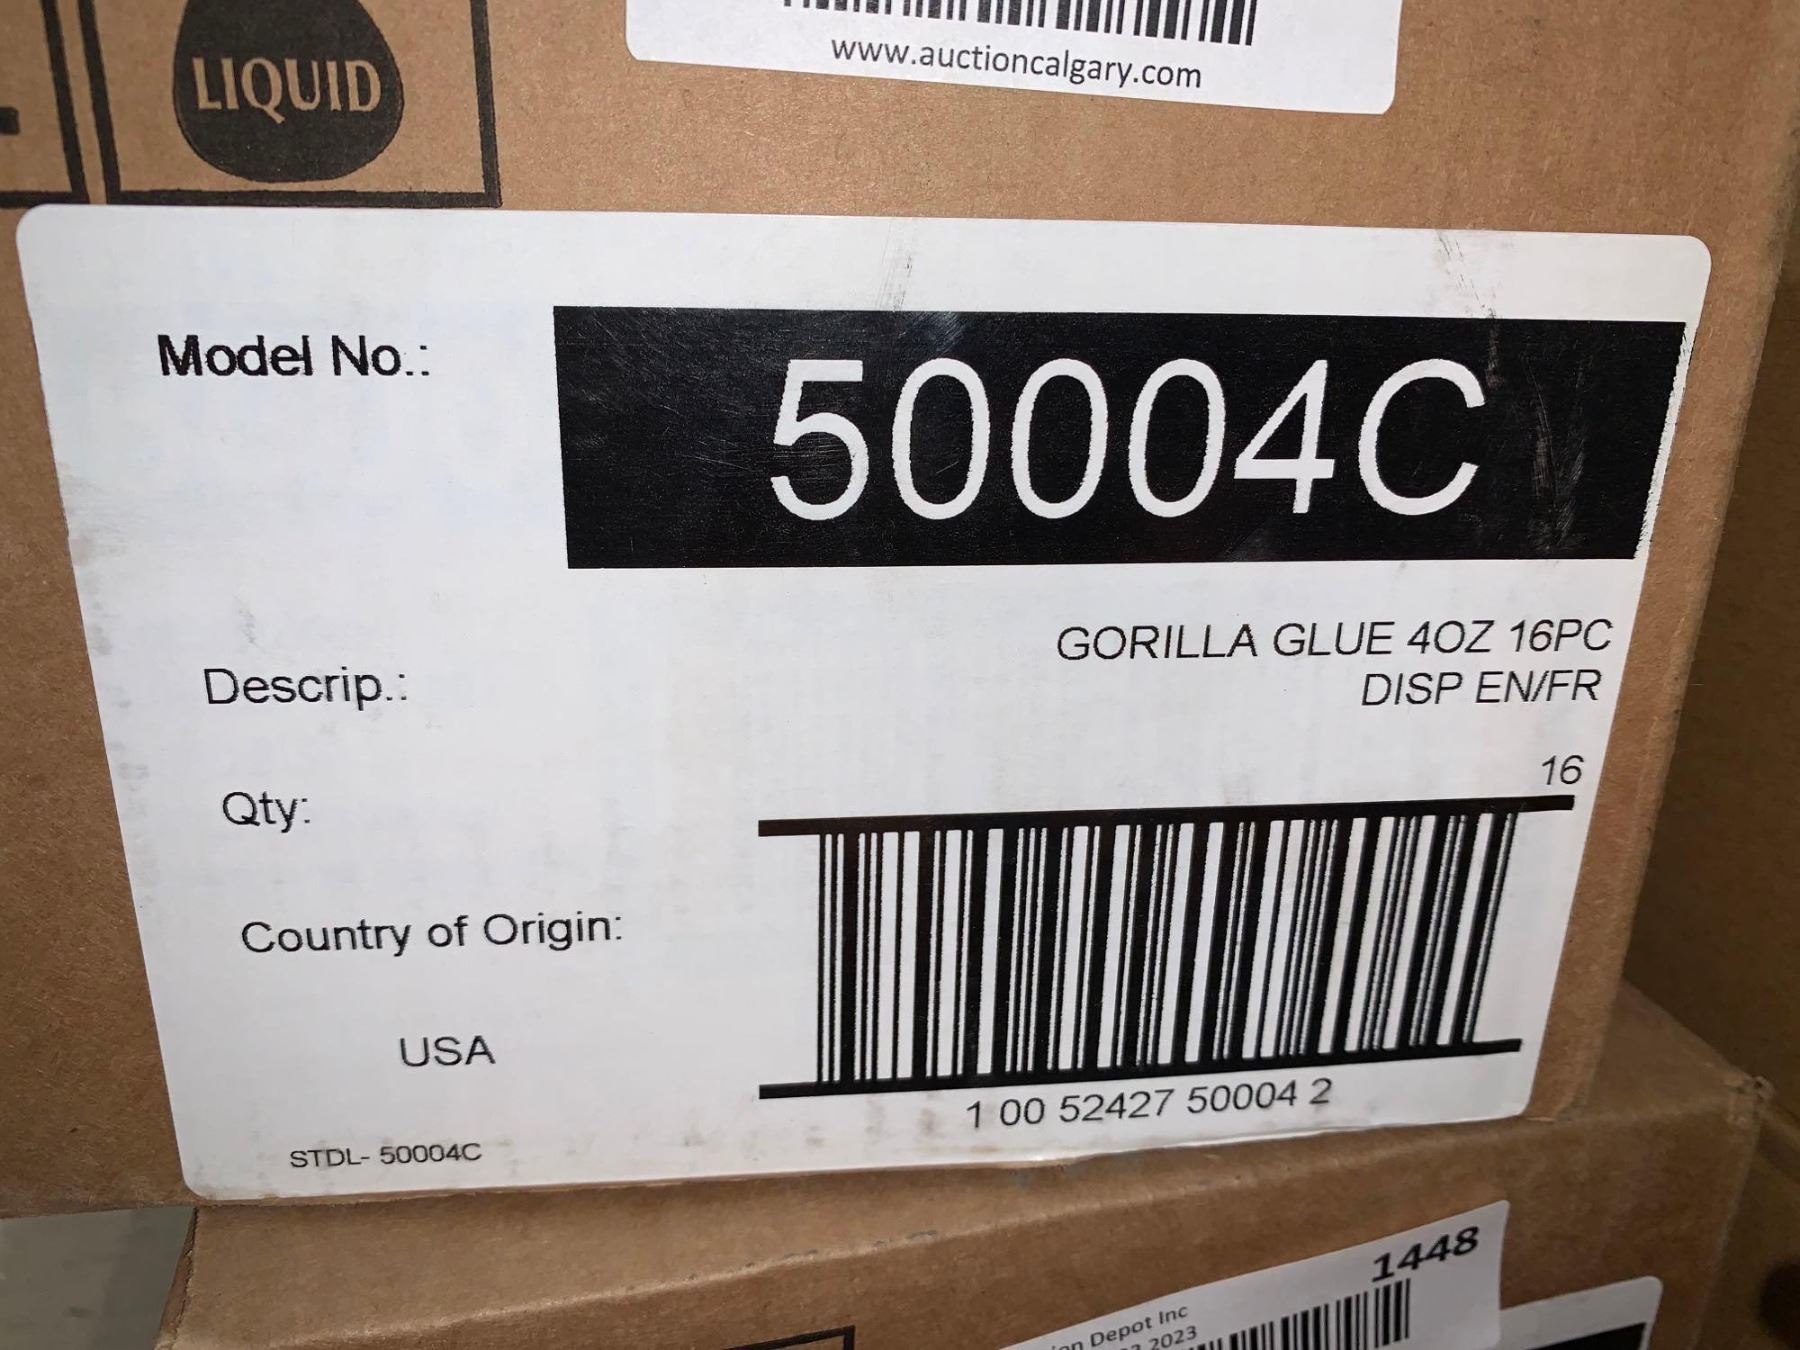 LIQUID
www.auctioncalgary.com
Model No.:
50004C
Descrip.:
GORILLA GLUE 4OZ 16PC
DISP EN/FR
Qty:
16
Country of Origin:
USA
1 00 52427 50004 2
STDL- 50004C
1448
Depot Inc
2023